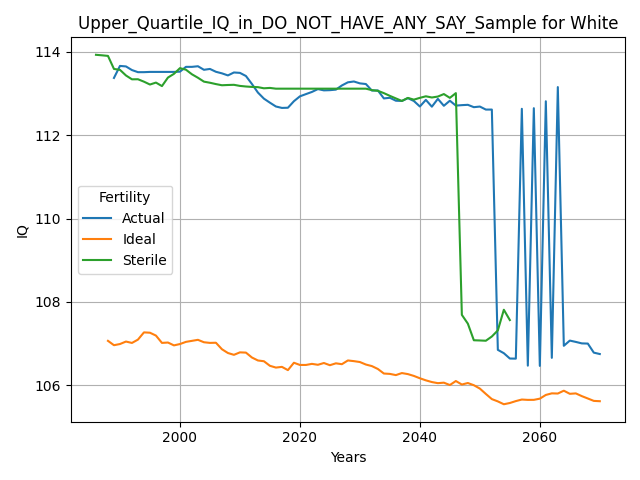 Upper_Quartile_IQ_in_DO_NOT_HAVE_ANY_SAY_Sample for White
114
112
110
108
106
IQ
Fertility
Actual
Ideal
Sterile
2000
2020
2040
2060
Years